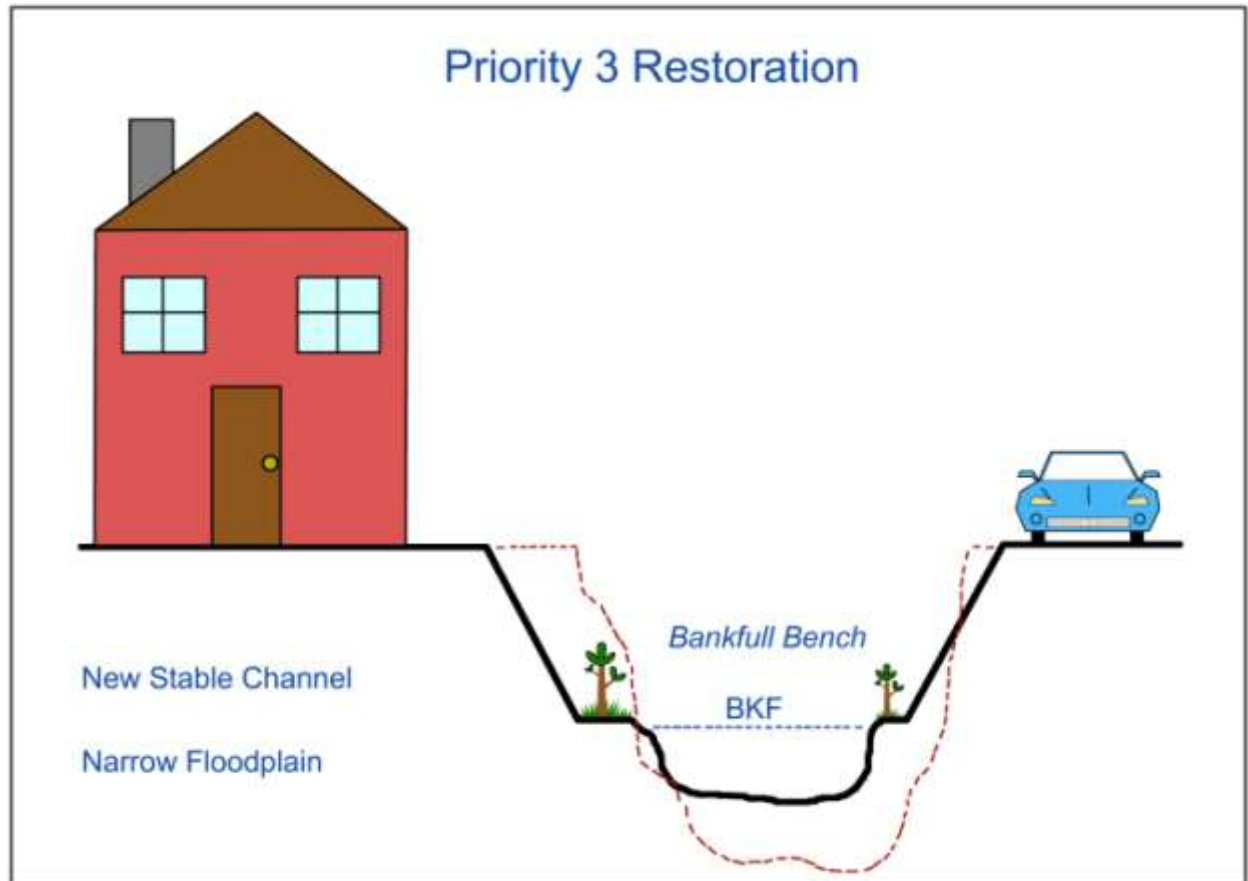 Priority 3 Restoration
Bankfull Bench
BKF
New Stable Channel
Narrow Floodplain